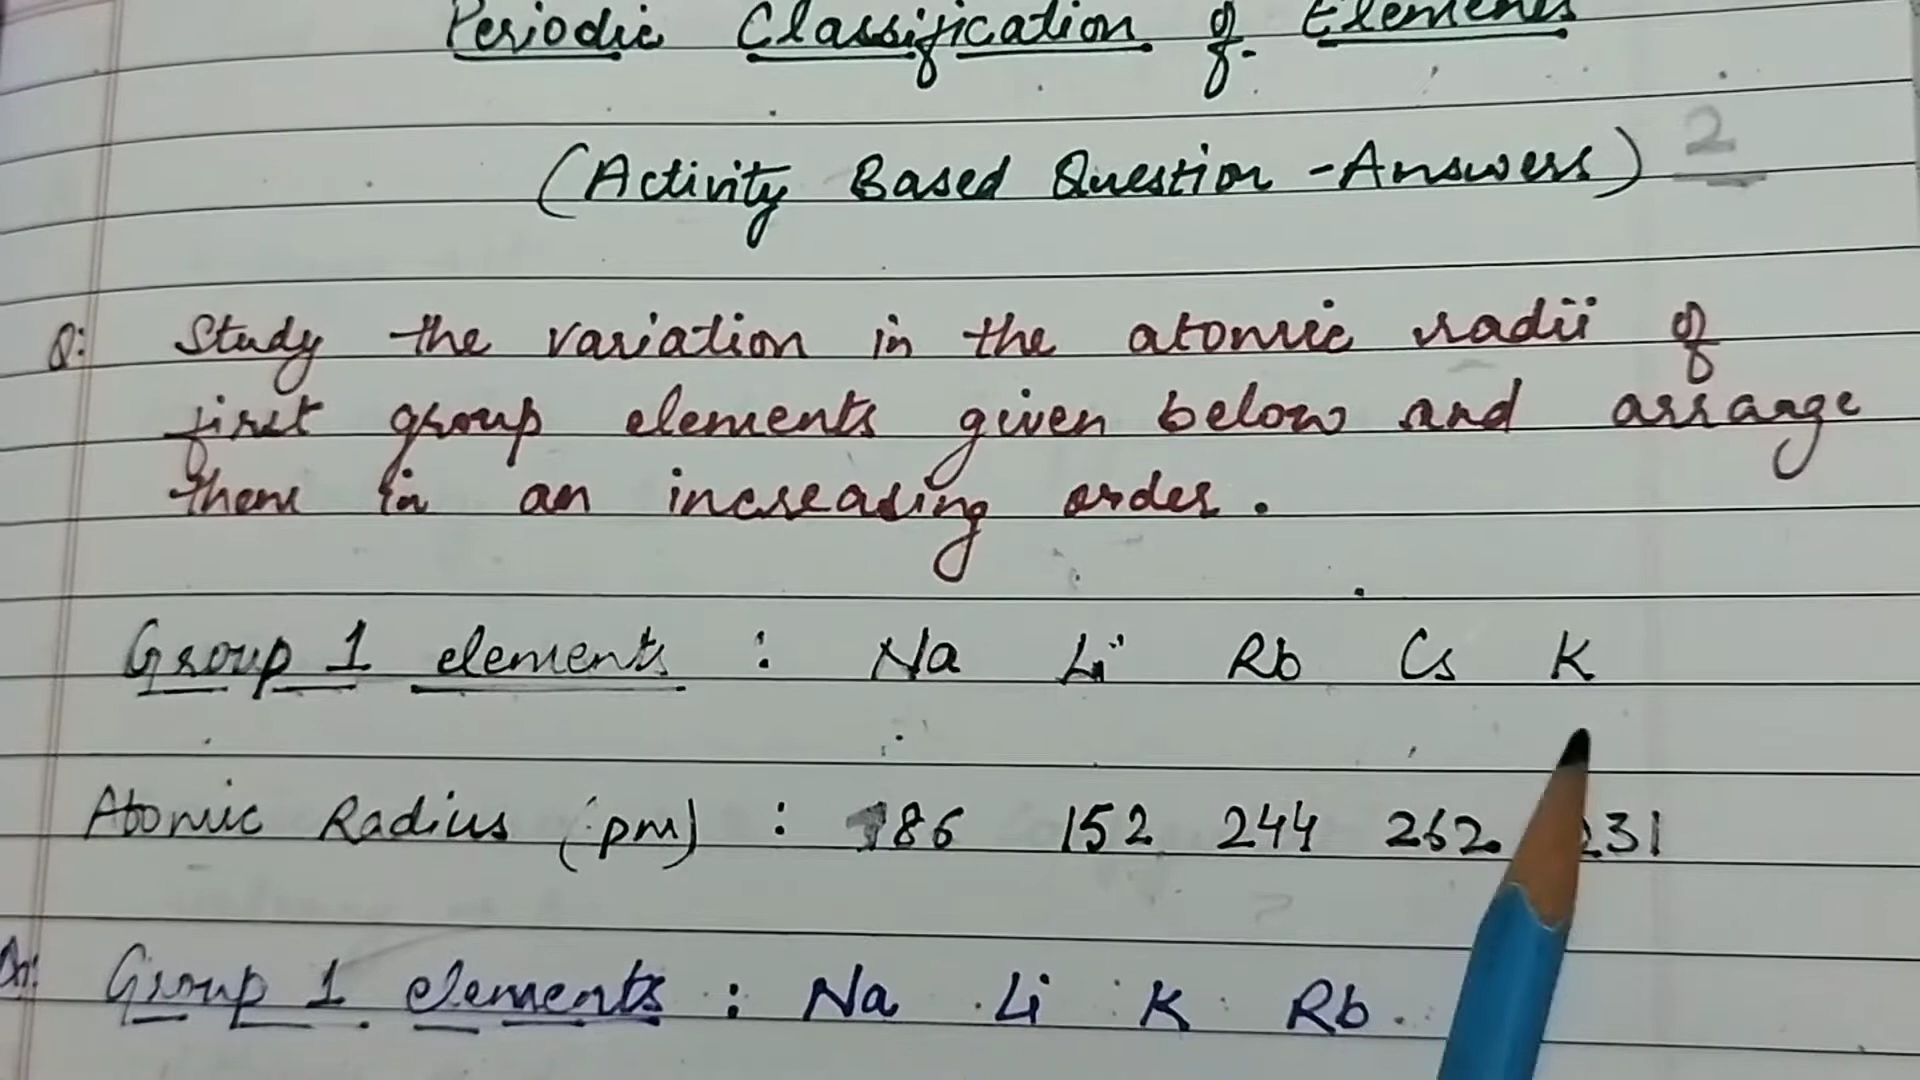 Periodic Classification of Elements
(Activity Based Question-Answers) 2
Q: Study the variation in the atomic radii of
first group elements given below and arrange
them in an increasing order.
Group 1 elements : Na Li Rb Cs K
Atomic Radius (pm) : 186 152 244 262 231
Group 1 elements : Na Li K Rb